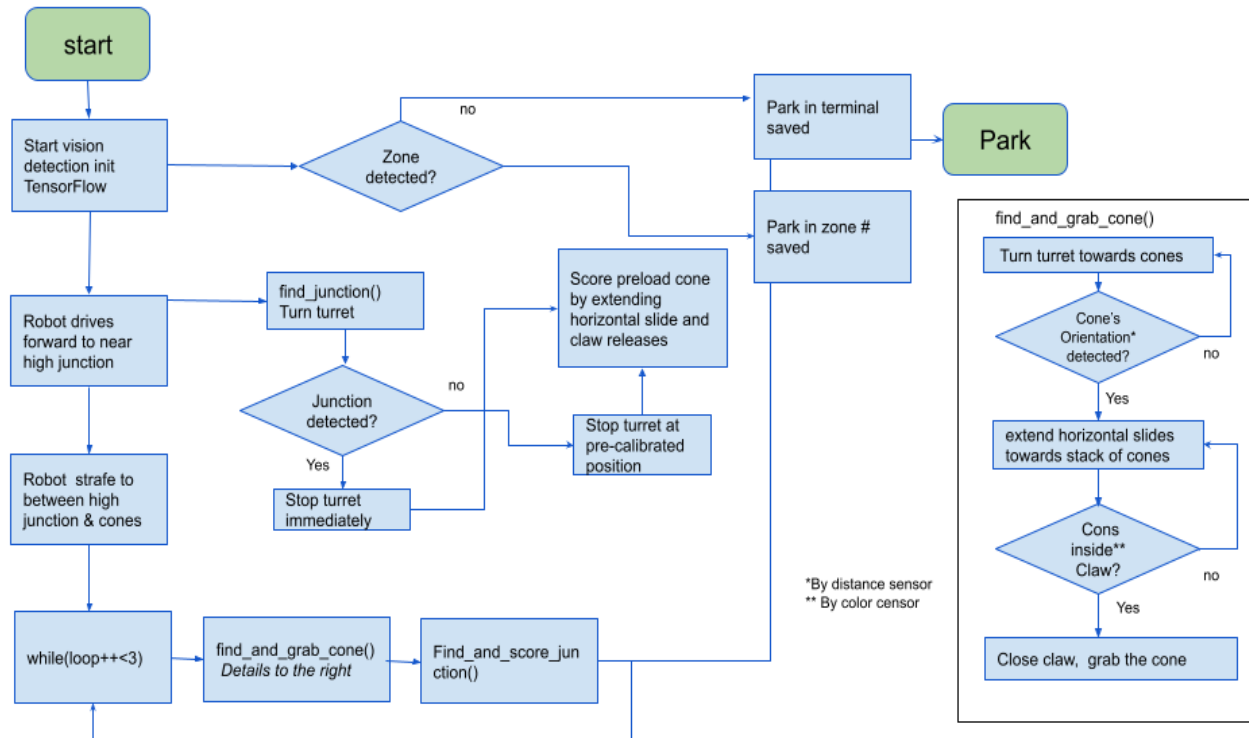 start
Start vision
detection init
TensorFlow
Zone
detected?
no
Park in terminal
saved
Park
Park in zone #
saved
Robot drives
forward to near
high junction
find_junction()
Turn turret
Junction
detected?
no
Yes
Stop turret
immediately
Stop turret at
pre-calibrated
position
Score preload cone
by extending
horizontal slide and
claw releases
Robot strafe to
between high
junction & cones
while(loop++<3)
find_and_grab_cone()
Details to the right
Find_and_score_jun
ction()
*By distance sensor
** By color censor
find_and_grab_cone()
Turn turret towards cones
Cone's
Orientation*
detected?
no
Yes
extend horizontal slides
towards stack of cones
Cons
inside**
Claw?
no
Yes
Close claw, grab the cone